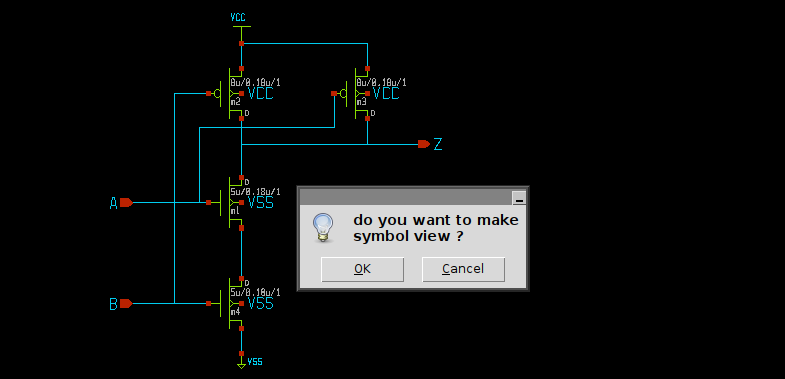 VCC
8u/0.18u/1
VCC
m2
D
8u/0.18u/1
VCC
m3
D
Z
D
5u/0.18u/1
A
VSS
m1
do you want to make
symbol view ?
OK
Cancel
D
5u/0.18u/1
B
VSS
m4
VSS